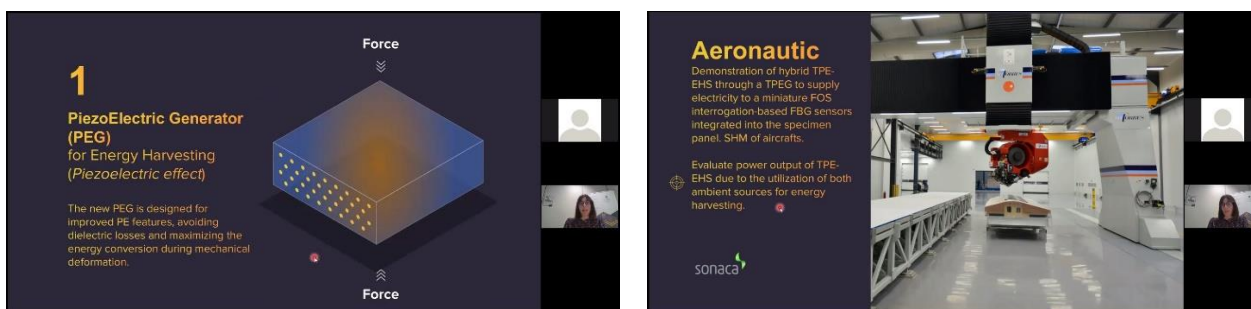 Force
1
PiezoElectric Generator
(PEG)
for Energy Harvesting
(Piezoelectric effect)
The new PEG is designed for
improved PE features, avoiding
dielectric losses and maximizing the
energy conversion during mechanical
deformation.
Force
Aeronautic
Demonstration of hybrid TPE-
EHS through a TPEG to supply
electricity to a miniature FOS
interrogation-based FBG sensors
integrated into the specimen
panel. SHM of aircrafts.
Evaluate power output of TPE-
EHS due to the utilization of both
ambient sources for energy
harvesting.
sonaca